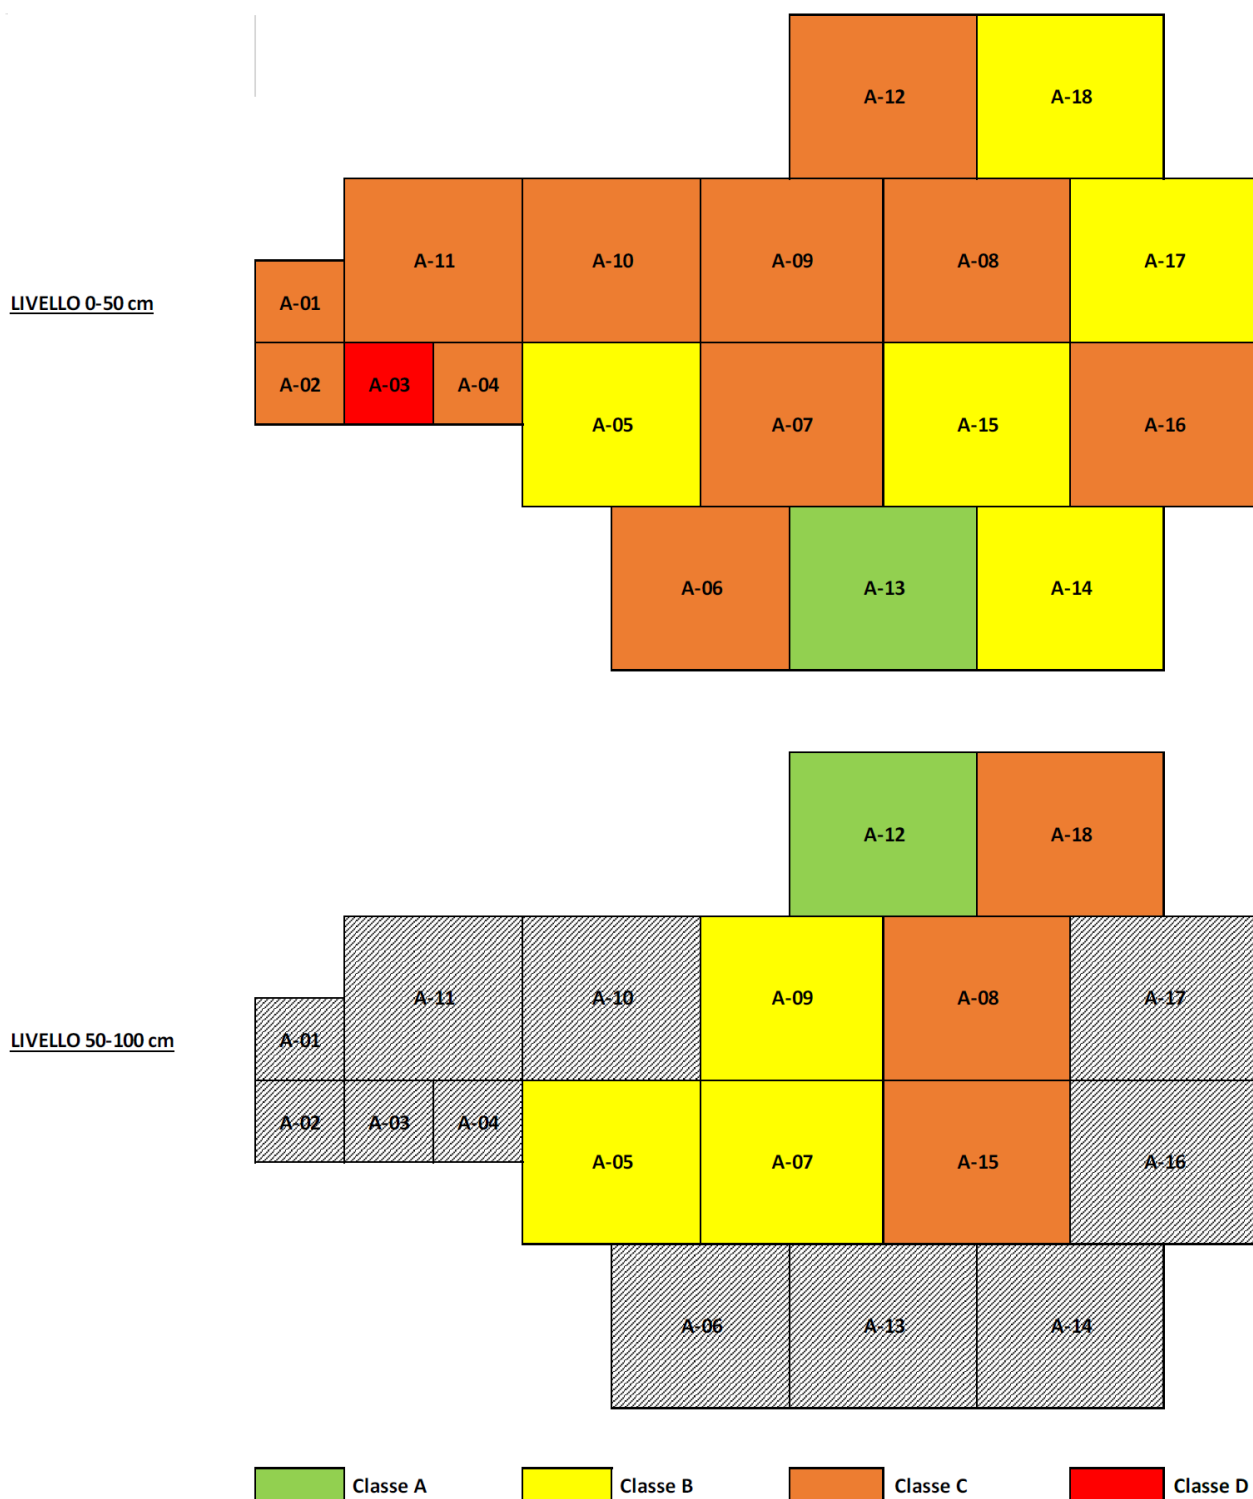 A-12 A-18
A-11 A-10 A-09 A-08 A-17
LIVELLO 0-50 cm
A-01
A-02 A-03 A-04
A-05 A-07 A-15 A-16
A-06 A-13 A-14
A-12 A-18
A-11 A-10 A-09 A-08 A-17
LIVELLO 50-100 cm
A-01
A-02 A-03 A-04
A-05 A-07 A-15 A-16
A-06 A-13 A-14
Classe A Classe B Classe C Classe D